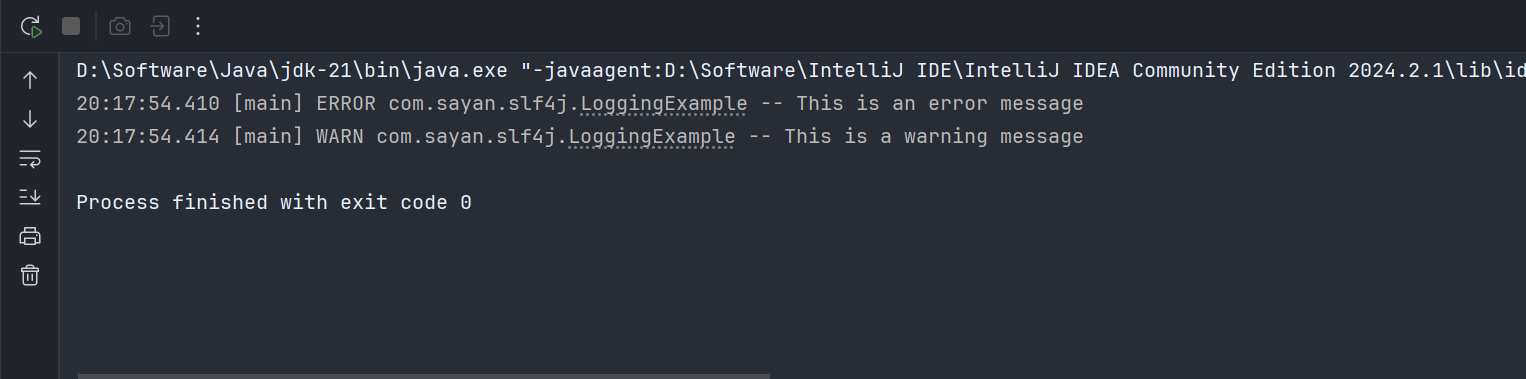 D:\Software\Java\jdk-21\bin\java.exe "-javaagent:D:\Software\IntelliJ IDE\IntelliJ IDEA Community Edition 2024.2.1\lib\id
20:17:54.410 [main] ERROR com.sayan.slf4j.LoggingExample -- This is an error message
20:17:54.414 [main] WARN com.sayan.slf4j.LoggingExample -- This is a warning message
Process finished with exit code 0